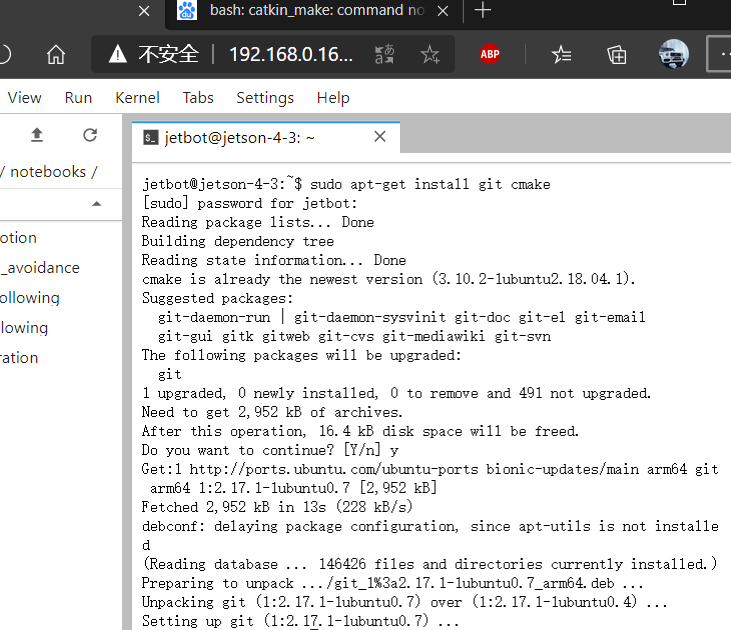 bash: catkin_make: command no
不安全 | 192.168.0.16...
ABP
View Run Kernel Tabs Settings Help
/ notebooks /
otion
_avoidance
ollowing
lowing
ration
jetbot@jetson-4-3: ~
jetbot@jetson-4-3:~$ sudo apt-get install git cmake
[sudo] password for jetbot:
Reading package lists... Done
Building dependency tree
Reading state information... Done
cmake is already the newest version (3.10.2-1ubuntu2.18.04.1).
Suggested packages:
  git-daemon-run | git-daemon-sysvinit git-doc git-el git-email
  git-gui gitk gitweb git-cvs git-mediawiki git-svn
The following packages will be upgraded:
  git
1 upgraded, 0 newly installed, 0 to remove and 491 not upgraded.
Need to get 2,952 kB of archives.
After this operation, 16.4 kB disk space will be freed.
Do you want to continue? [Y/n] y
Get:1 http://ports.ubuntu.com/ubuntu-ports bionic-updates/main arm64 git
 arm64 1:2.17.1-1ubuntu0.7 [2,952 kB]
Fetched 2,952 kB in 13s (228 kB/s)
debconf: delaying package configuration, since apt-utils is not installe
d
(Reading database ... 146426 files and directories currently installed.)
Preparing to unpack .../git_1%3a2.17.1-1ubuntu0.7_arm64.deb ...
Unpacking git (1:2.17.1-1ubuntu0.7) over (1:2.17.1-1ubuntu0.4) ...
Setting up git (1:2.17.1-1ubuntu0.7) ...